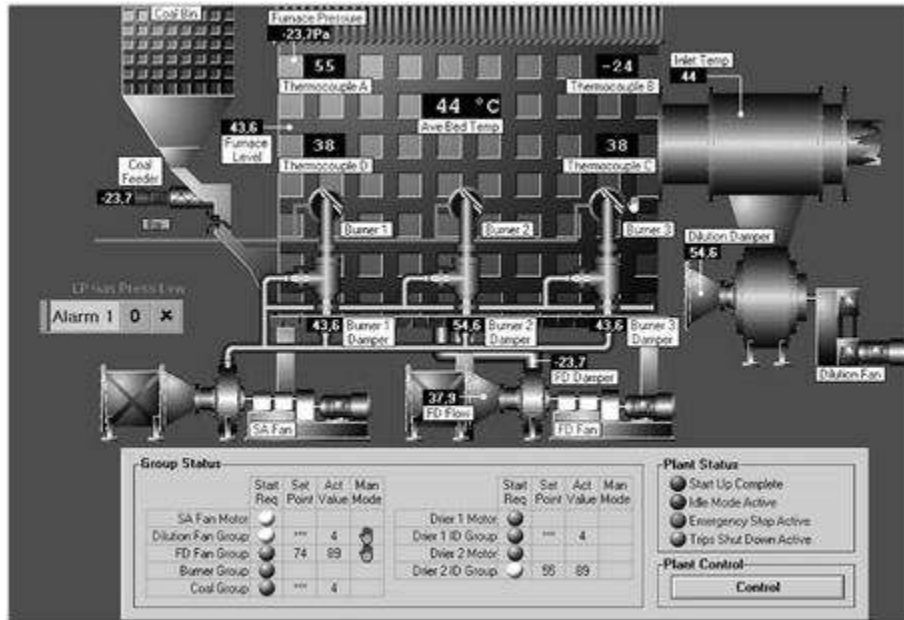 Coal Bin
Furnace Pressure
-23,7Pa
55
Thermocouple A
-24
Thermocouple B
Inlet Temp
44
44 °C
Ave Bed Temp
43,6
Furnace
Level
38
Thermocouple D
38
Thermocouple C
Coal
Feeder
-23,7
Burner 1
Burner 2
Burner 3
Dilution Damper
54,6
LP Gas Press Low
Alarm 1 0 ×
43,6
Burner 1
Damper
54,6
Burner 2
Damper
43,6
Burner 3
Damper
-23,7
FD Damper
37,9
FD Flow
SA Fan
FD Fan
Dilution Fan
Group Status
Start Req Set Point Act Value Man Mode
SA Fan Motor
Dilution Fan Group *** 4
FD Fan Group 74 89
Burner Group
Coal Group *** 4
Start Req Set Point Act Value Man Mode
Drier 1 Motor
Drier 1 ID Group *** 4
Drier 2 Motor
Drier 2 ID Group 55 89
Plant Status
Start Up Complete
Idle Mode Active
Emergency Stop Active
Trips Shut Down Active
Plant Control
Control